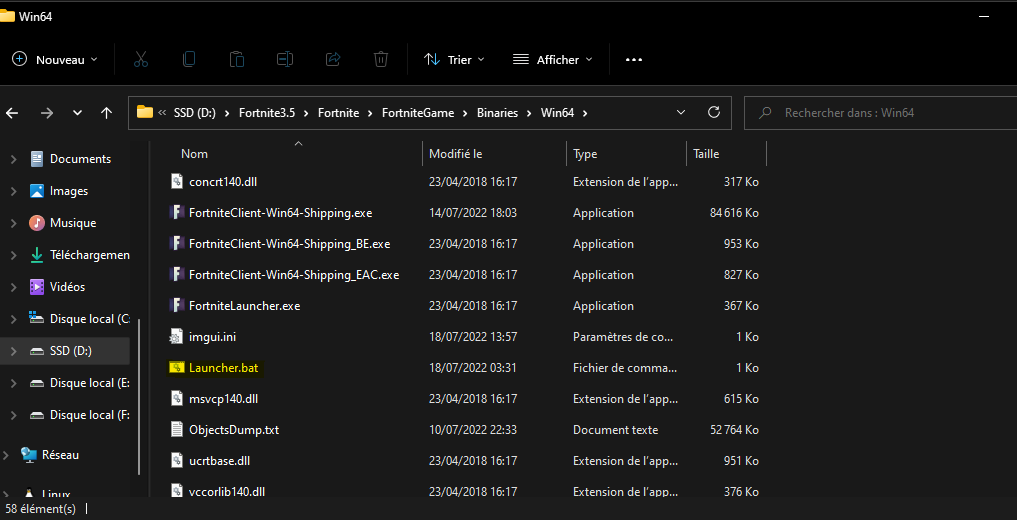 Win64
Nouveau Trier Afficher
SSD (D:) Fortnite3.5 Fortnite FortniteGame Binaries Win64 Rechercher dans : Win64
Nom Modifié le Type Taille
Documents
Images
Musique
Téléchargemen
Vidéos
Disque local (C:
SSD (D:)
Disque local (E:
Disque local (F:
Réseau
Linux
concrt140.dll 23/04/2018 16:17 Extension de l'app... 317 Ko
FortniteClient-Win64-Shipping.exe 14/07/2022 18:03 Application 84 616 Ko
FortniteClient-Win64-Shipping_BE.exe 23/04/2018 16:17 Application 953 Ko
FortniteClient-Win64-Shipping_EAC.exe 23/04/2018 16:17 Application 827 Ko
FortniteLauncher.exe 23/04/2018 16:17 Application 367 Ko
imgui.ini 18/07/2022 13:57 Paramètres de co... 1 Ko
Launcher.bat 18/07/2022 03:31 Fichier de comma... 1 Ko
msvcp140.dll 23/04/2018 16:17 Extension de l'app... 615 Ko
ObjectsDump.txt 10/07/2022 22:33 Document texte 52 764 Ko
ucrtbase.dll 23/04/2018 16:17 Extension de l'app... 951 Ko
vccorlib140.dll 23/04/2018 16:17 Extension de l'app... 376 Ko
58 élément(s)